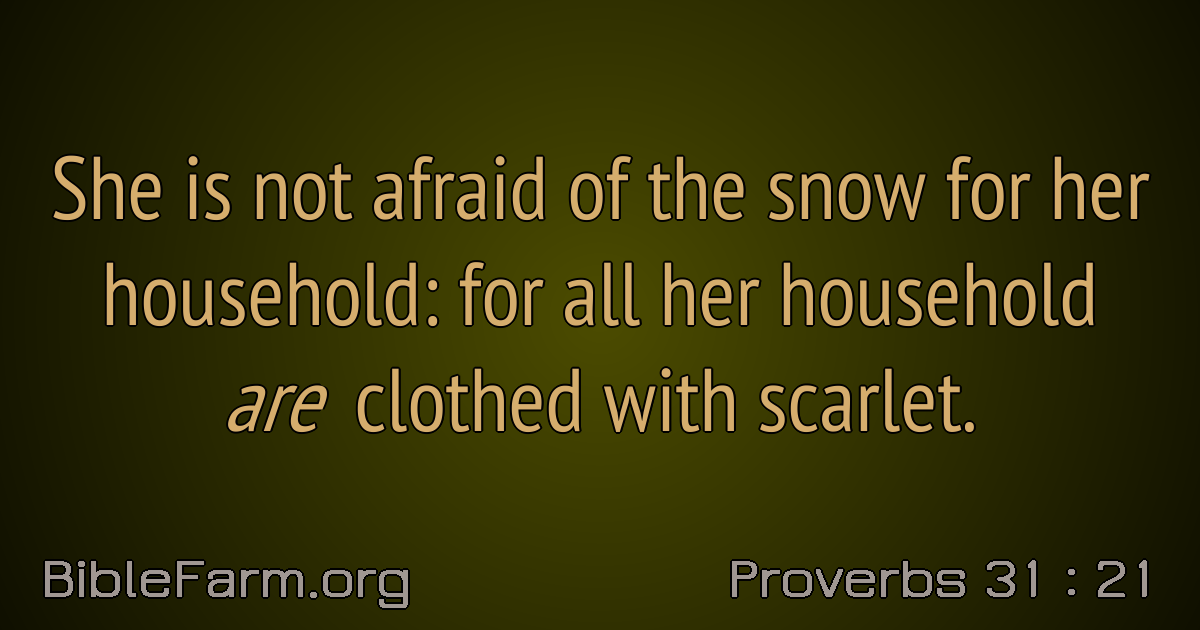 She is not afraid of the snow for her
household: for all her household
are clothed with scarlet.
BibleFarm.org
Proverbs 31 : 21